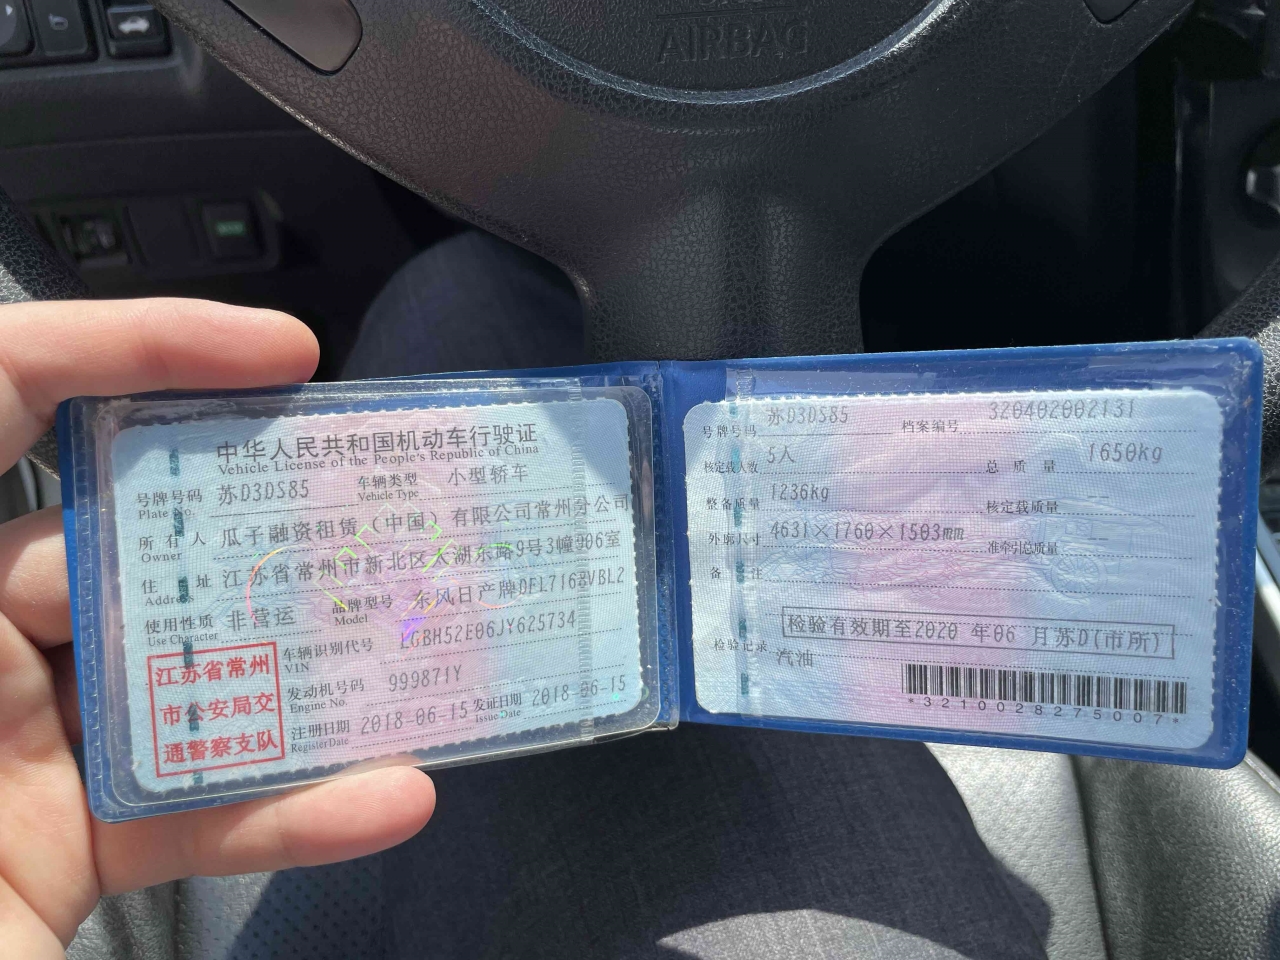 AIRBAG
中华人民共和国机动车行驶证
Vehicle License of the People's Republic of China
号牌号码 苏D3DS85 车辆类型 小型轿车
Plate No. Vehicle Type
所有人 瓜子融资租赁(中国)有限公司常州分公司
Owner
住址 江苏省常州市新北区太湖东路9号3幢906室
Address
使用性质 非营运 品牌型号 东风日产牌DFL7168VBL2
Use Character Model
江苏省常州
市公安局交
通警察支队
车辆识别代号 LGBH52E06JY625734
VIN
发动机号码 999871Y
Engine No.
注册日期 2018-06-15 发证日期 2018-06-15
Register Date Issue Date
号牌号码 苏D3DS85 档案编号 320402002131
核定载人数 5人 总质量 1650kg
整备质量 1236kg 核定载质量 --
外廓尺寸 4631×1760×1503mm 准牵引总质量 --
备注
检验有效期至2020 年06 月苏D(市所)
检验记录
汽油
*3210028275007*